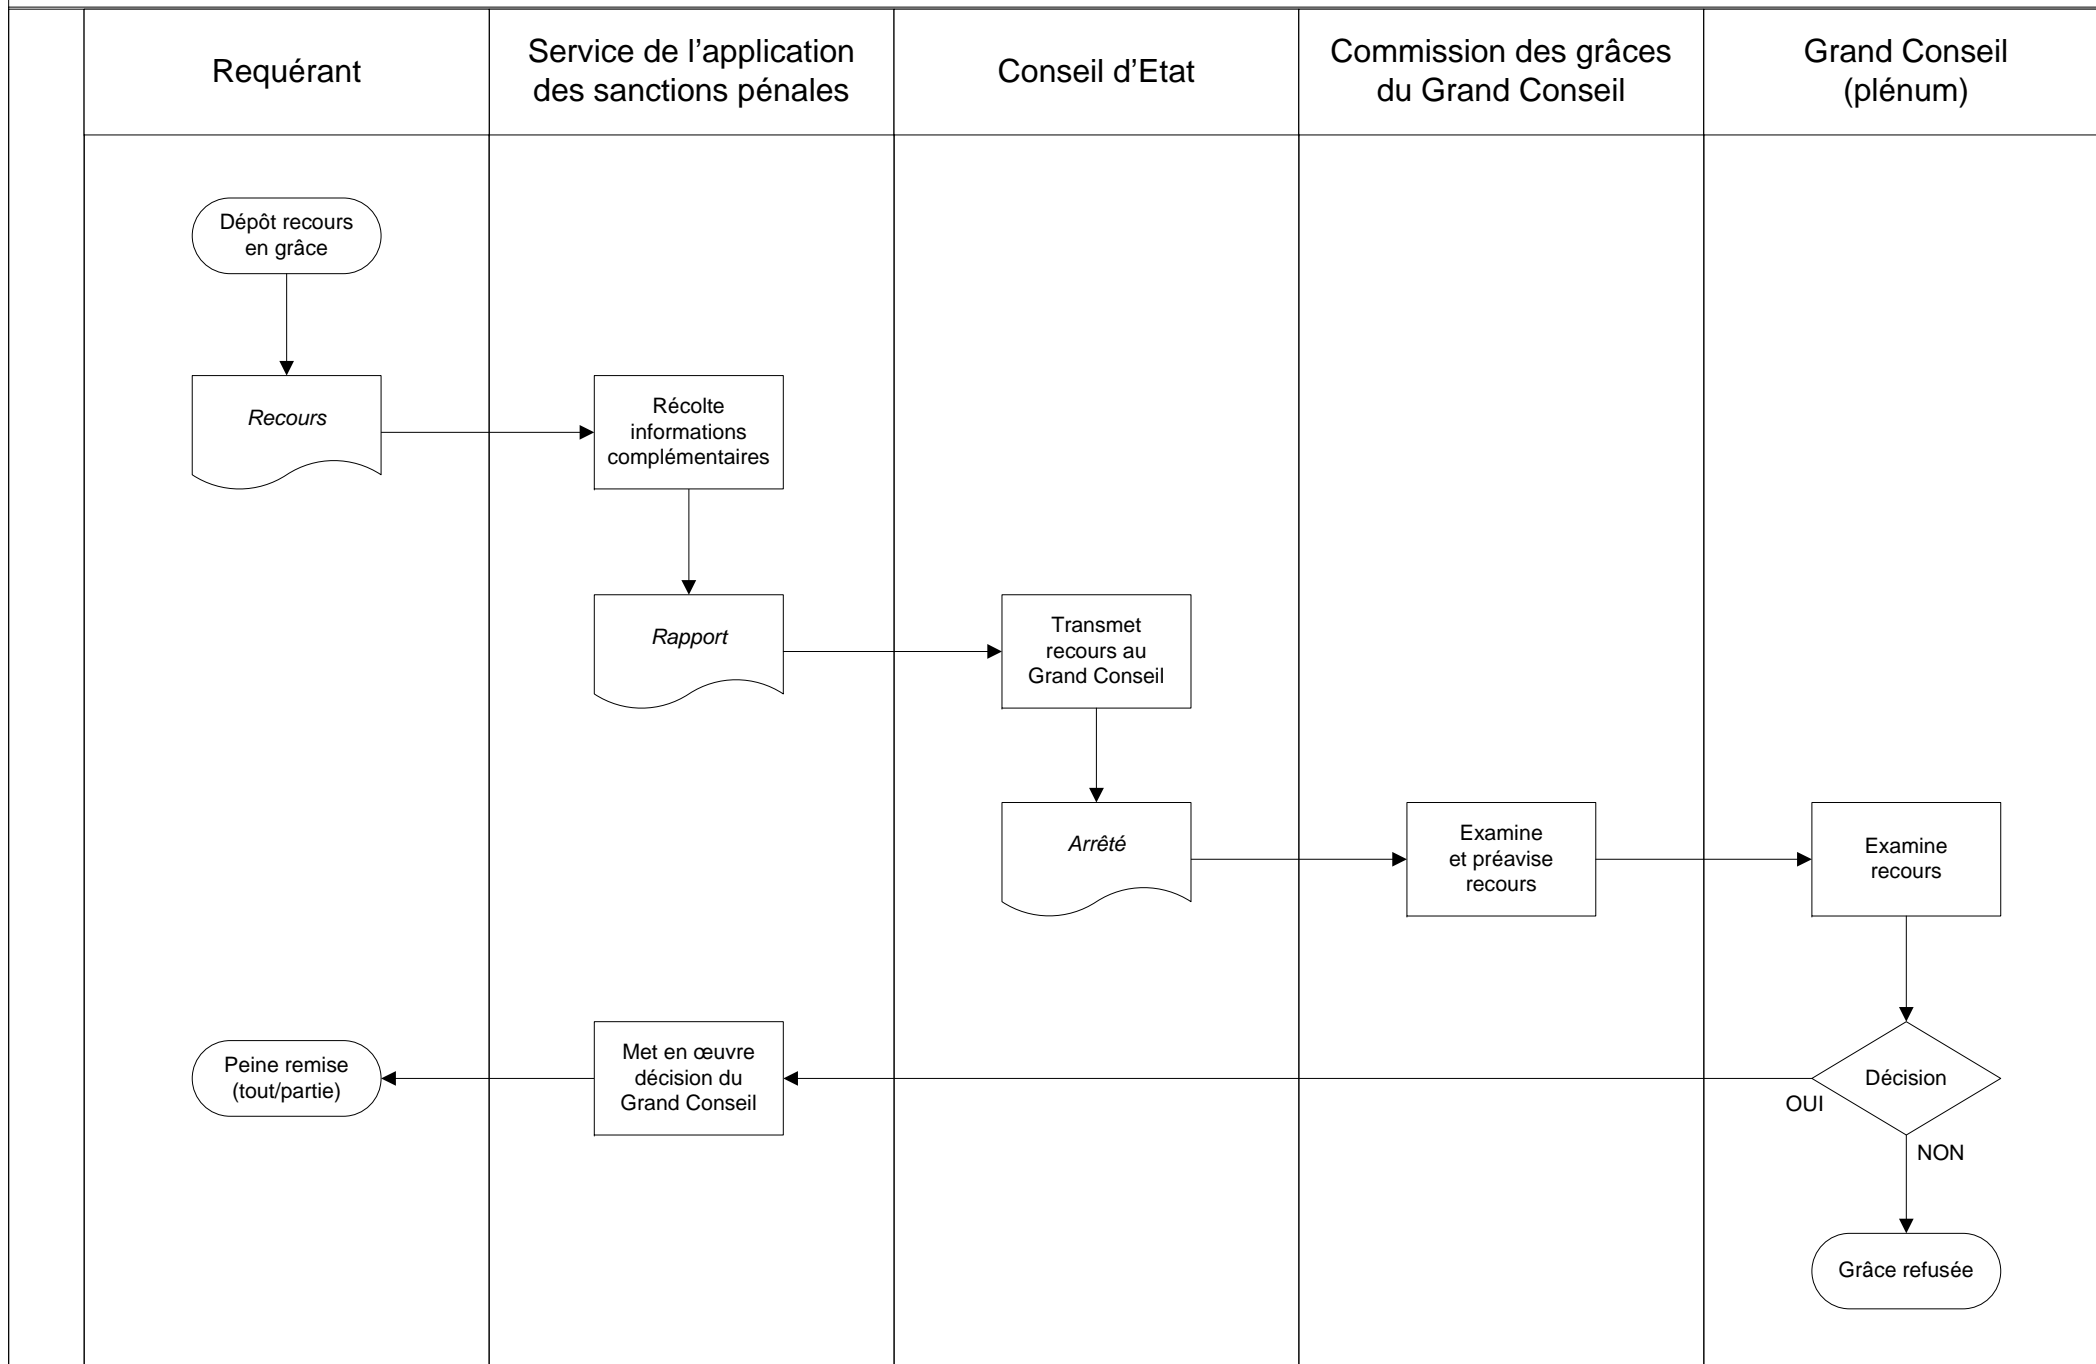 Requérant
Service de l'application
des sanctions pénales
Conseil d'Etat
Commission des grâces
du Grand Conseil
Grand Conseil
(plénum)
Dépôt recours
en grâce
Recours
Récolte
informations
complémentaires
Rapport
Transmet
recours au
Grand Conseil
Arrêté
Examine
et préavise
recours
Examine
recours
Peine remise
(tout/partie)
Met en œuvre
décision du
Grand Conseil
Décision
OUI
NON
Grâce refusée